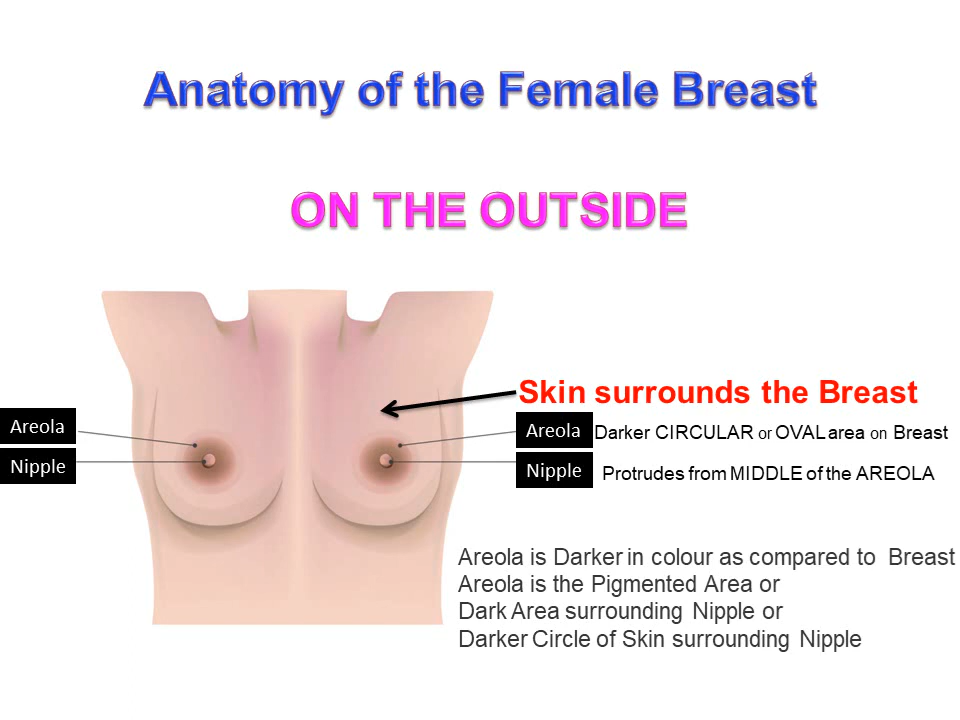 Anatomy of the Female Breast
ON THE OUTSIDE
Skin surrounds the Breast
Areola
Areola Darker CIRCULAR or OVAL area on Breast
Nipple
Nipple Protrudes from MIDDLE of the AREOLA
Areola is Darker in colour as compared to Breast
Areola is the Pigmented Area or
Dark Area surrounding Nipple or
Darker Circle of Skin surrounding Nipple